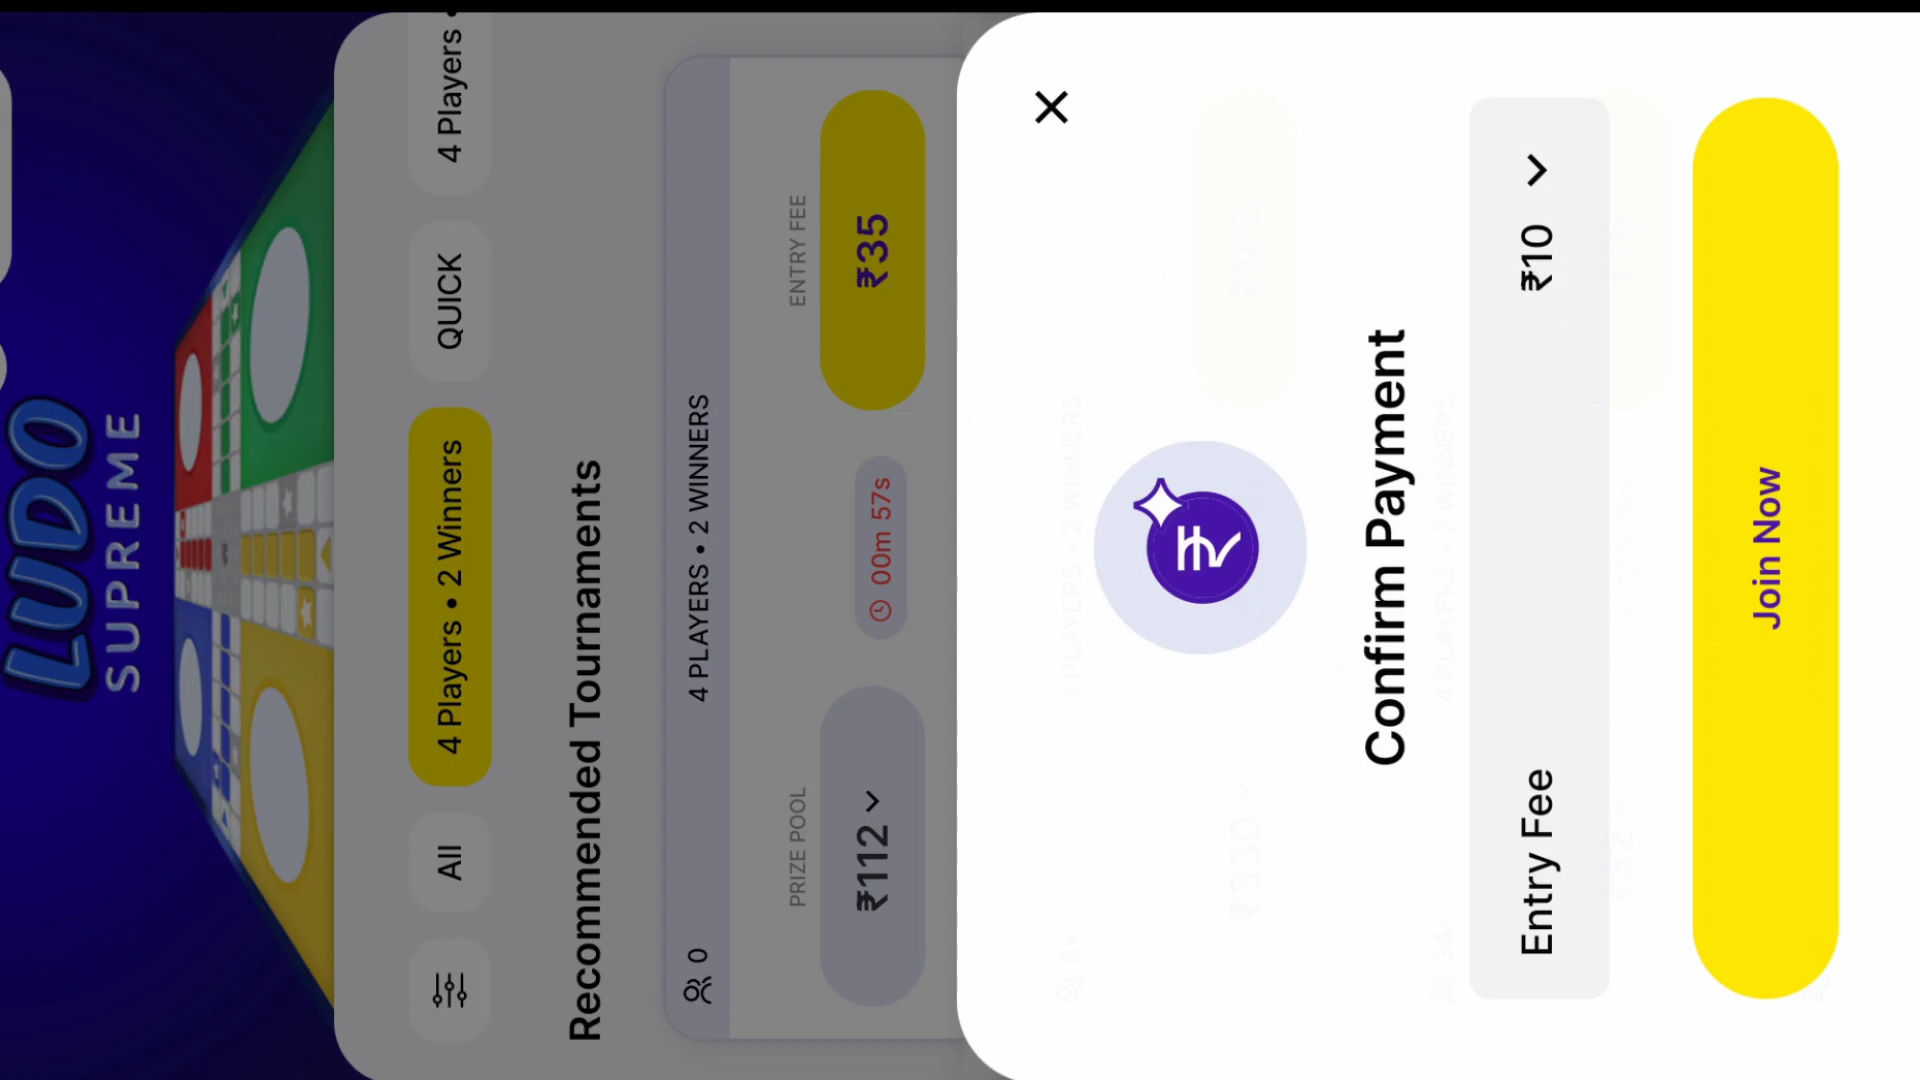 LUDO
SUPREME
All
4 Players • 2 Winners
QUICK
4 Players •
Recommended Tournaments
0
4 PLAYERS • 2 WINNERS
PRIZE POOL
ENTRY FEE
₹112
00m 57s
₹35
Confirm Payment
Entry Fee
₹10
Join Now